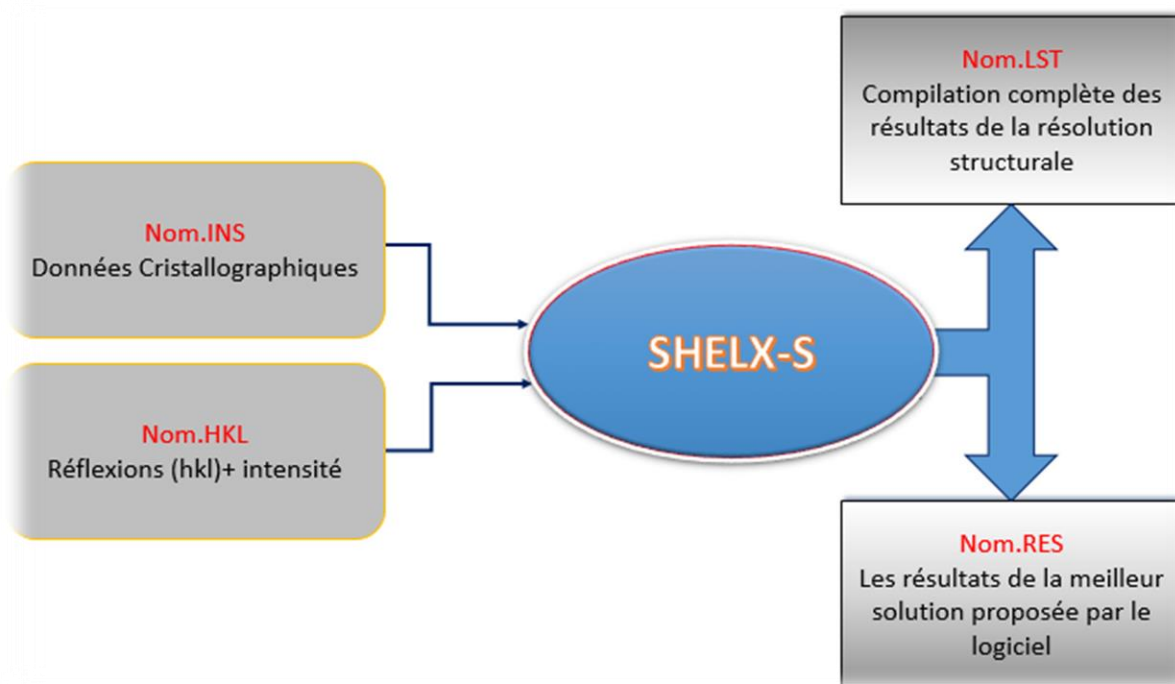 Nom.INS
Données Cristallographiques
Nom.HKL
Réflexions (hkl)+ intensité
SHELX-S
Nom.LST
Compilation complète des
résultats de la résolution
structurale
Nom.RES
Les résultats de la meilleur
solution proposée par le
logiciel